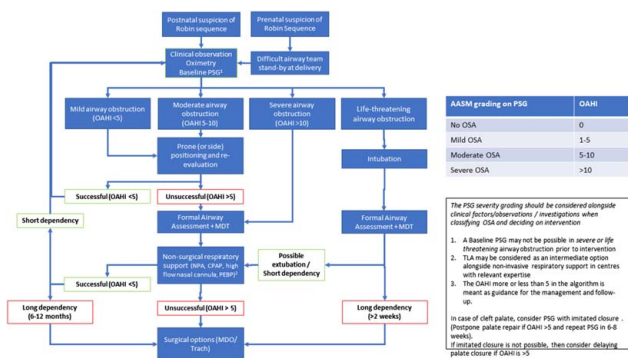 Postnatal suspicion of
Robin sequence
Prenatal suspicion of
Robin sequence
Clinical observation
Oximetry
Baseline PSG¹
Difficult airway team
stand-by at delivery
Mild airway obstruction
(OAHI <5)
Moderate airway
obstruction
(OAHI 5-10)
Severe airway
obstruction
(OAHI >10)
Life-threatening
airway obstruction
Prone (or side)
positioning and re-
evaluation
Intubation
Successful (OAHI <5)
Unsuccessful (OAHI >5)
Short dependency
Formal Airway
Assessment + MDT
Formal Airway
Assessment + MDT
Non-surgical respiratory
support (NPA, CPAP, high
flow nasal cannula, PEBP)²
Possible
extubation /
Short dependency
Successful (OAHI <5)
Long dependency
(6-12 months)
Unsuccessful (OAHI > 5)
Long dependency
(>2 weeks)
Surgical options (MDO/
Trach)
AASM grading on PSG OAHI
No OSA 0
Mild OSA 1-5
Moderate OSA 5-10
Severe OSA >10
The PSG severity grading should be considered alongside
clinical factors/observations / investigations when
classifying OSA and deciding on intervention
1. A Baseline PSG may not be possible in severe or life
threatening airway obstruction prior to intervention
2. TLA may be considered as an intermediate option
alongside non-invasive respiratory support in centres
with relevant expertise
3. The OAHI more or less than 5 in the algorithm is
meant as guidance for the management and follow-
up.
In case of cleft palate, consider PSG with imitated closure .
(Postpone palate repair if OAHI >5 and repeat PSG in 6-8
weeks).
If imitated closure is not possible, then consider delaying
palate closure if OAHI is >5